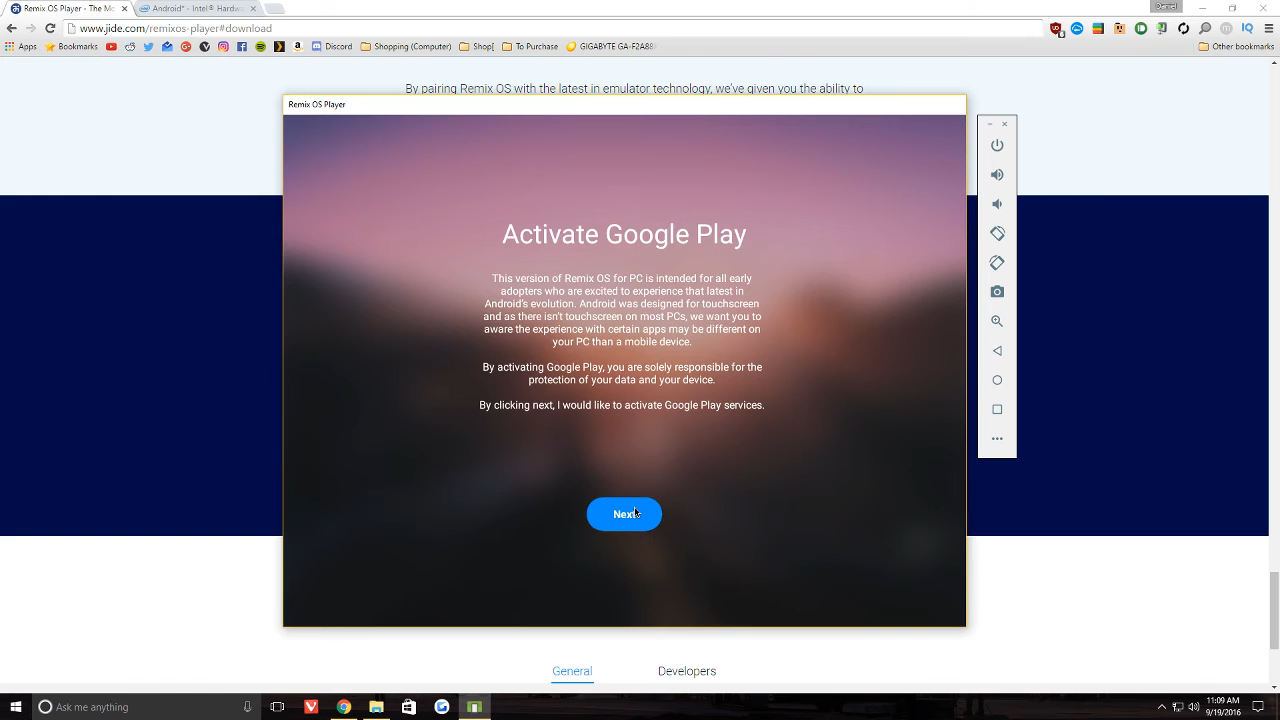 Remix OS Player - The Mo
Android* - Intel® Hardw
Daniel
www.jide.com/remixos-player#download
Apps
Bookmarks
Discord
Shopping (Computer)
Shop|
To Purchase
GIGABYTE GA-F2A88
Other bookmarks
By pairing Remix OS with the latest in emulator technology, we've given you the ability to
Remix OS Player
Activate Google Play
This version of Remix OS for PC is intended for all early
adopters who are excited to experience that latest in
Android's evolution. Android was designed for touchscreen
and as there isn't touchscreen on most PCs, we want you to
aware the experience with certain apps may be different on
your PC than a mobile device.
By activating Google Play, you are solely responsible for the
protection of your data and your device.
By clicking next, I would like to activate Google Play services.
Next
General
Developers
Ask me anything
11:09 AM
9/19/2016